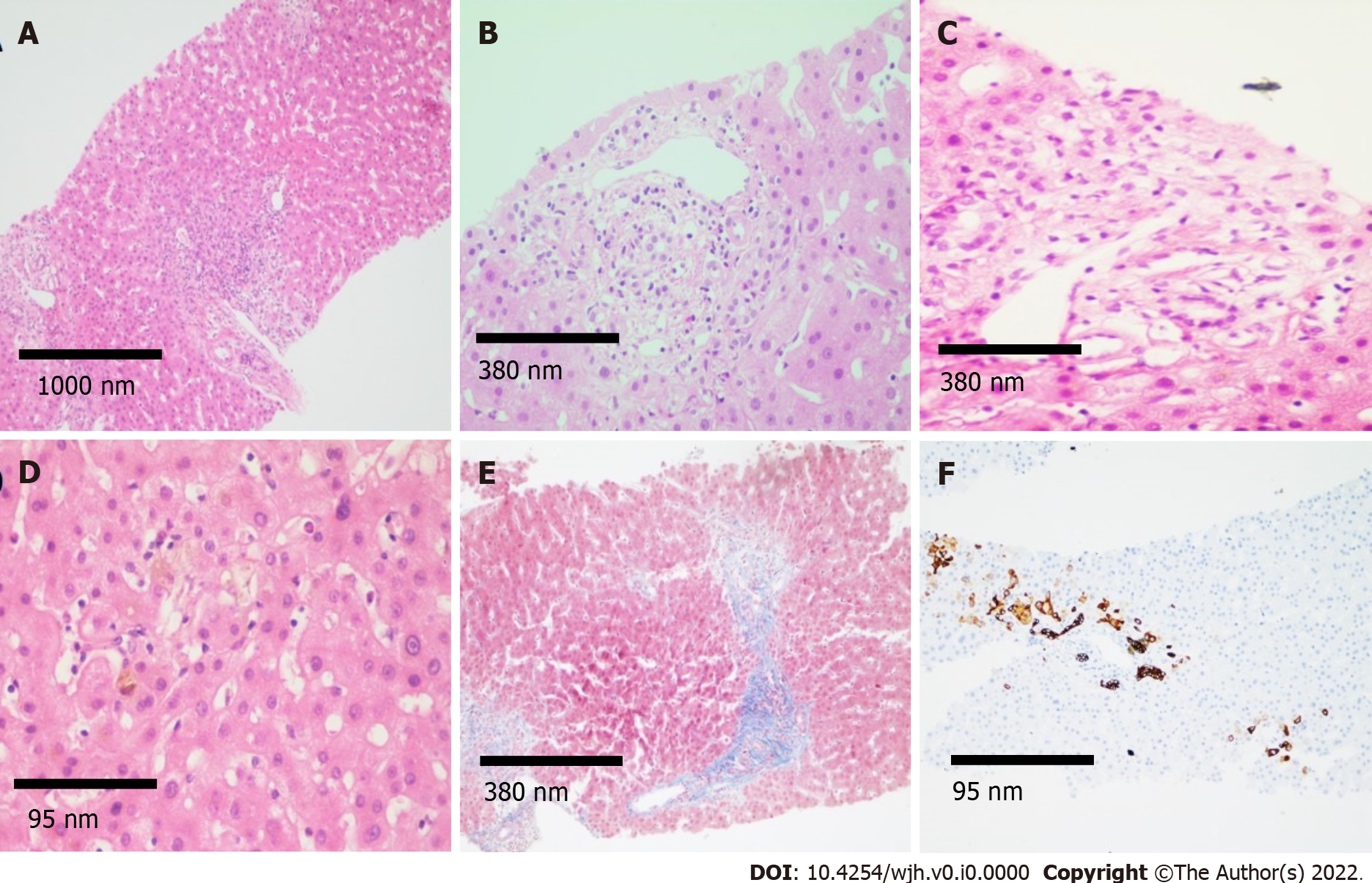 A
B
C
1000 nm
380 nm
380 nm
D
E
F
95 nm
380 nm
95 nm
DOI: 10.4254/wjh.v0.i0.0000 Copyright ©The Author(s) 2022.